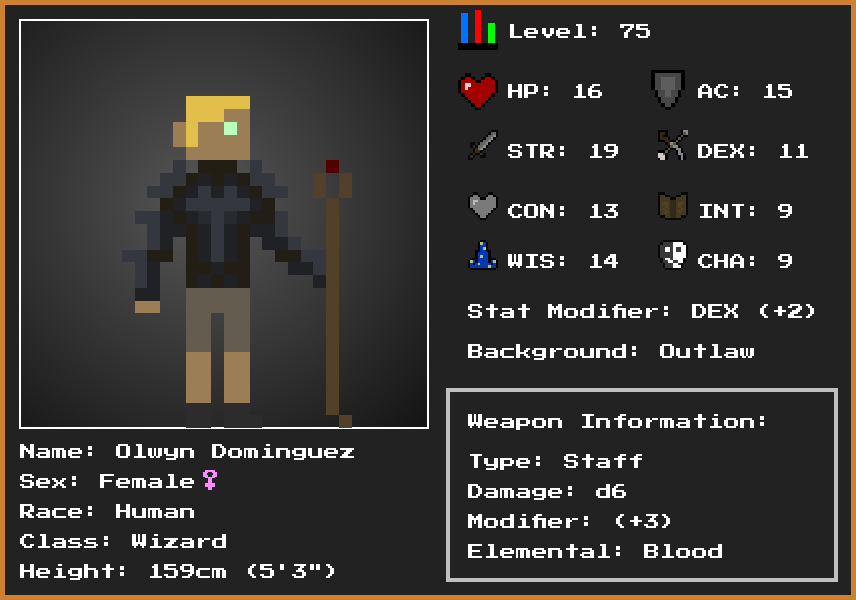 Level: 75
HP: 16 AC: 15
STR: 19 DEX: 11
CON: 13 INT: 9
WIS: 14 CHA: 9
Stat Modifier: DEX (+2)
Background: Outlaw
Weapon Information:
Type: Staff
Damage: d6
Modifier: (+3)
Elemental: Blood
Name: Olwyn Dominguez
Sex: Female♀
Race: Human
Class: Wizard
Height: 159cm (5'3")